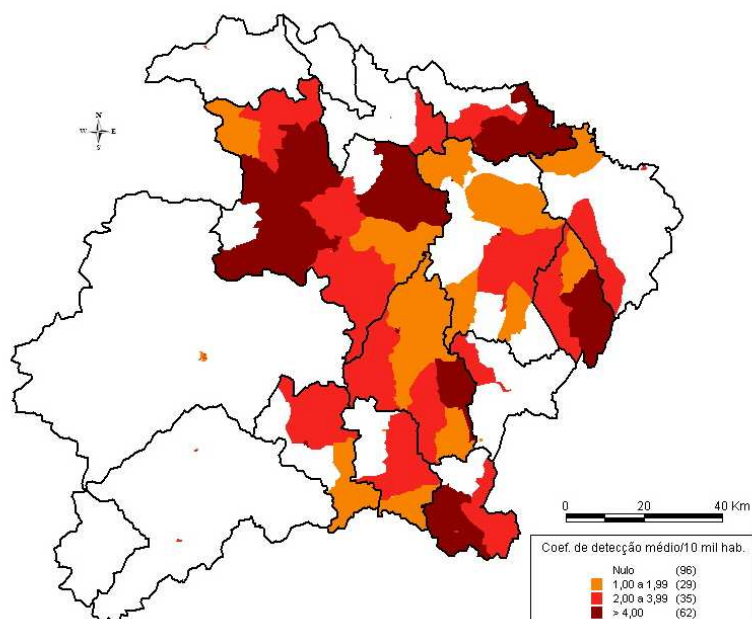 N
W E
S
0 20 40 Km
Coef. de detecção médio/10 mil hab.
Nulo (96)
1,00 a 1,99 (29)
2,00 a 3,99 (35)
> 4,00 (62)